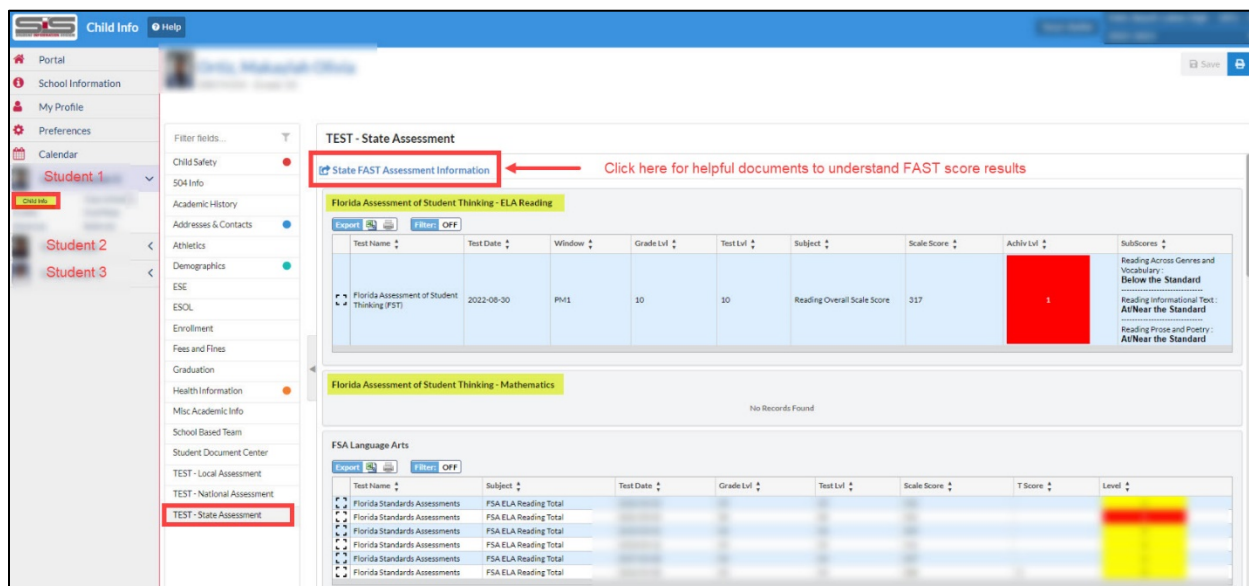 SIS Child Info Help
Portal
School Information
My Profile
Preferences
Calendar
Student 1
Child Info
Student 2
Student 3
Save
Filter fields...
Child Safety
504 Info
Academic History
Addresses & Contacts
Athletics
Demographics
ESE
ESOL
Enrollment
Fees and Fines
Graduation
Health Information
Misc Academic Info
School Based Team
Student Document Center
TEST - Local Assessment
TEST - National Assessment
TEST - State Assessment
TEST - State Assessment
State FAST Assessment Information
Click here for helpful documents to understand FAST score results
Florida Assessment of Student Thinking - ELA Reading
Export Filter: OFF
Test Name Test Date Window Grade Lvl Test Lvl Subject Scale Score Achiv Lvl SubScores
Florida Assessment of Student Thinking (FST) 2022-08-30 PM1 10 10 Reading Overall Scale Score 317 1
Reading Across Genres and
Vocabulary :
Below the Standard
Reading Informational Text :
At/Near the Standard
Reading Prose and Poetry :
At/Near the Standard
Florida Assessment of Student Thinking - Mathematics
No Records Found
FSA Language Arts
Export Filter: OFF
Test Name Subject Test Date Grade Lvl Test Lvl Scale Score T Score Level
Florida Standards Assessments FSA ELA Reading Total
Florida Standards Assessments FSA ELA Reading Total
Florida Standards Assessments FSA ELA Reading Total
Florida Standards Assessments FSA ELA Reading Total
Florida Standards Assessments FSA ELA Reading Total
Florida Standards Assessments FSA ELA Reading Total